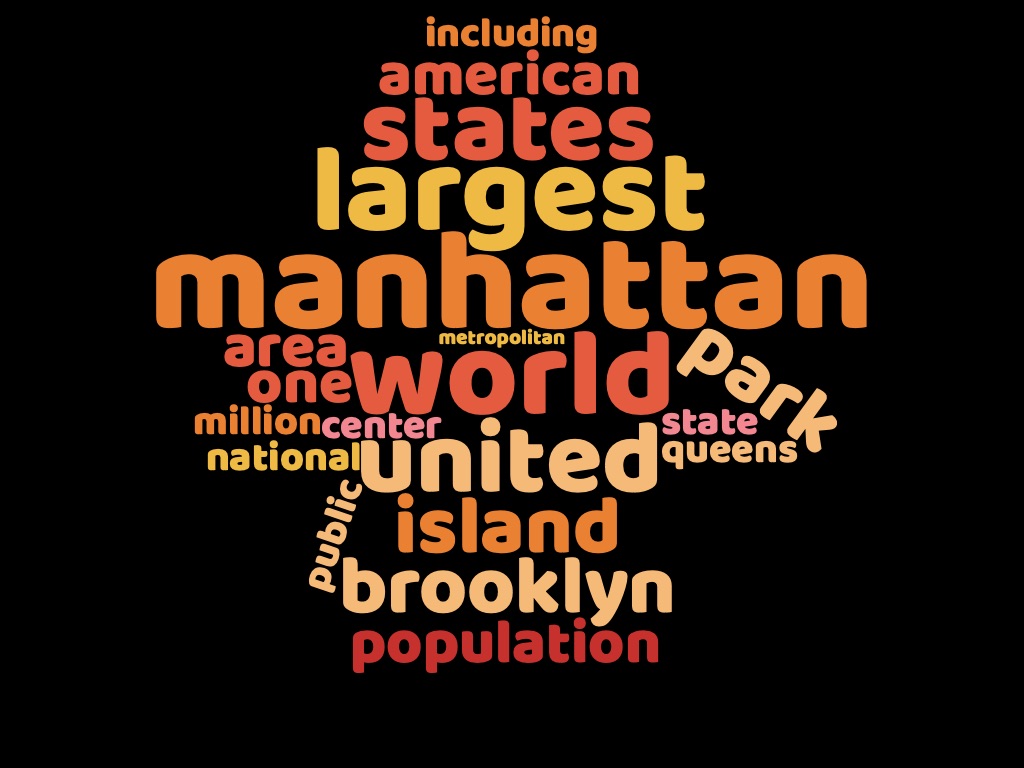 including
american
states
largest
manhattan
metropolitan
area
world
park
one
million
center
state
national
united
queens
public
island
brooklyn
population